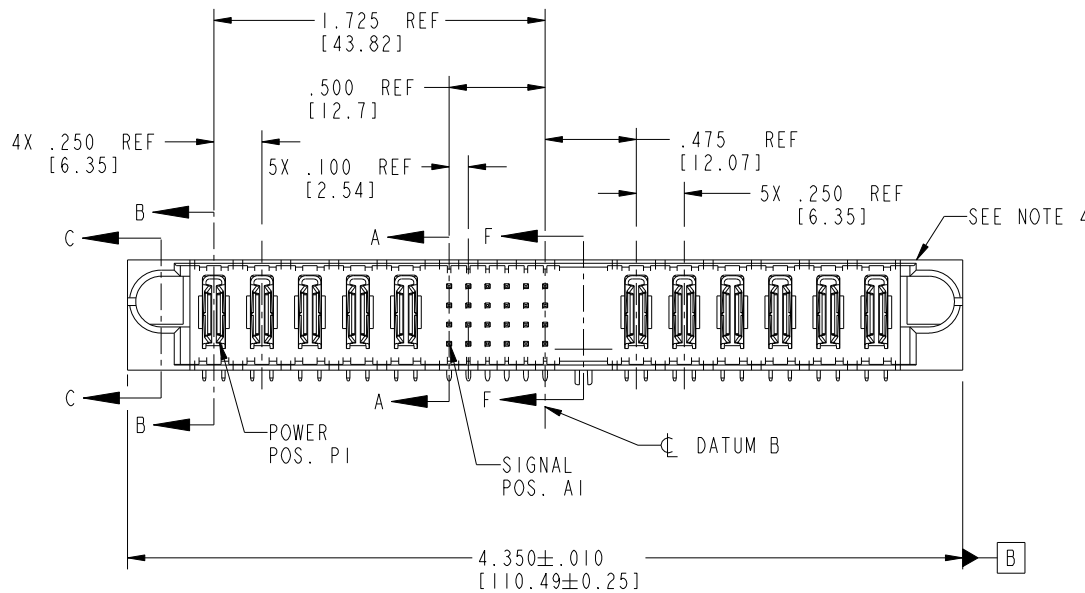 1.725 REF
[43.82]
.500 REF
[12.7]
4X .250 REF
[6.35]
5X .100 REF
[2.54]
.475 REF
[12.07]
5X .250 REF
[6.35]
B
C
A
F
SEE NOTE 4
C
B
A
F
POWER
POS. P1
SIGNAL
POS. A1
℄ DATUM B
4.350±.010
[110.49±0.25]
B